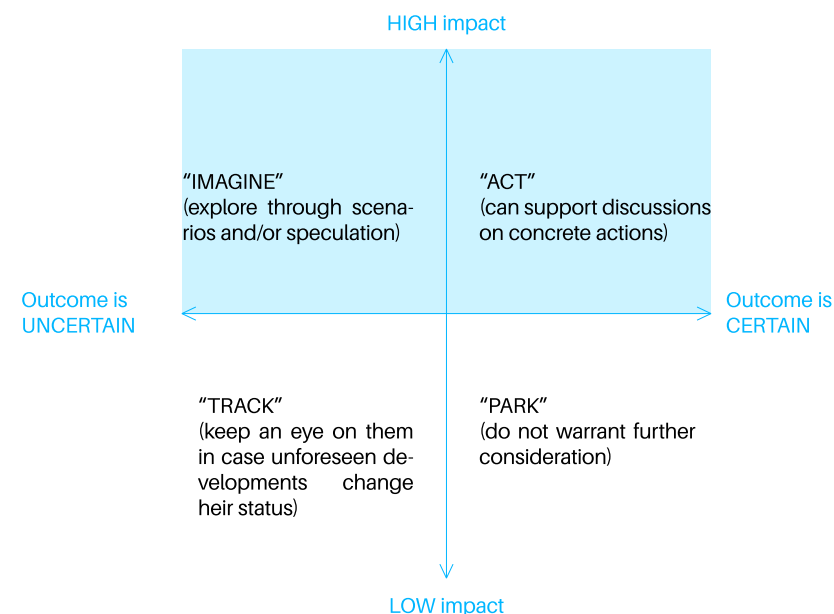 HIGH impact
“IMAGINE”
(explore through scena-
rios and/or speculation)
“ACT”
(can support discussions
on concrete actions)
Outcome is
UNCERTAIN
Outcome is
CERTAIN
“TRACK”
(keep an eye on them
in case unforeseen de-
velopments change
heir status)
“PARK”
(do not warrant further
consideration)
LOW impact